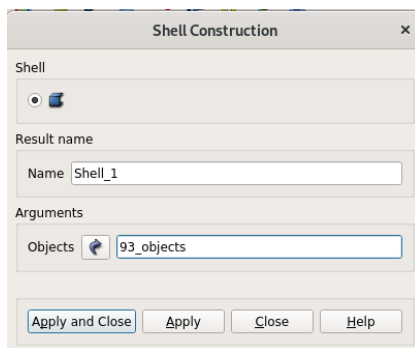 Shell Construction
Shell
Result name
Name Shell_1
Arguments
Objects 93_objects
Apply and Close Apply Close Help